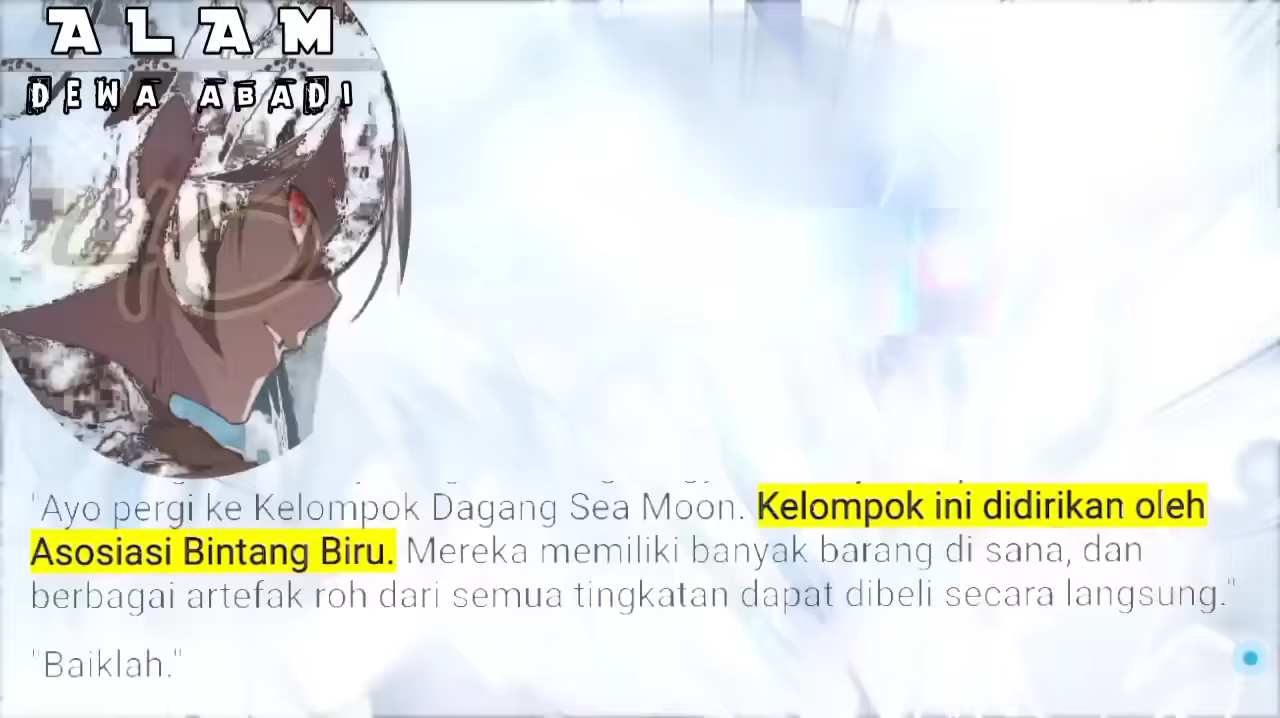 ALAM
DEWA ABADI
"Ayo pergi ke Kelompok Dagang Sea Moon. Kelompok ini didirikan oleh
Asosiasi Bintang Biru. Mereka memiliki banyak barang di sana, dan
berbagai artefak roh dari semua tingkatan dapat dibeli secara langsung."
"Baiklah."